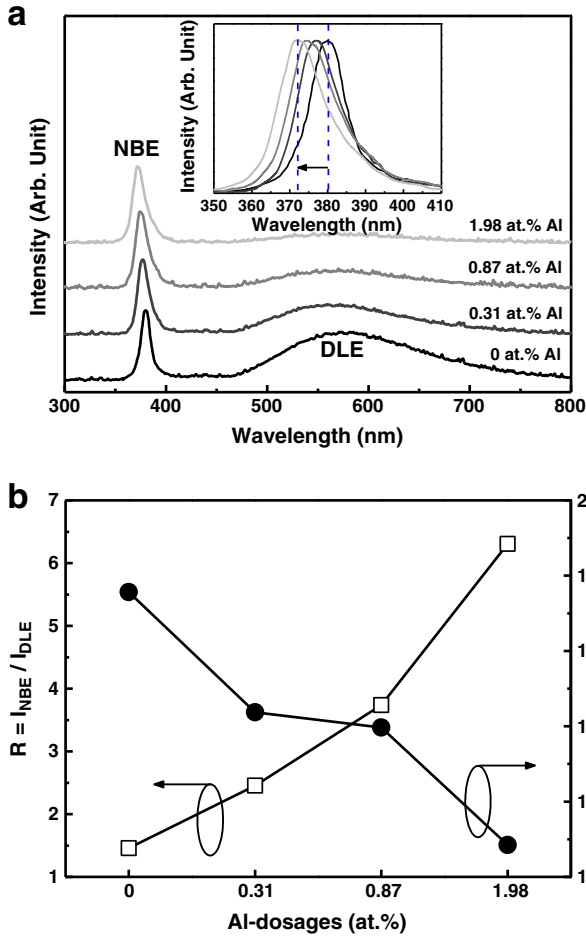 a
Intensity (Arb. Unit)
NBE
DLE
1.98 at.% Al
0.87 at.% Al
0.31 at.% Al
0 at.% Al
300 400 500 600 700 800
Wavelength (nm)
Intensity (Arb. Unit)
350 360 370 380 390 400 410
Wavelength (nm)
b
R = I_NBE / I_DLE
7
6
5
4
3
2
1
2
1
1
1
1
1
0 0.31 0.87 1.98
Al-dosages (at.%)